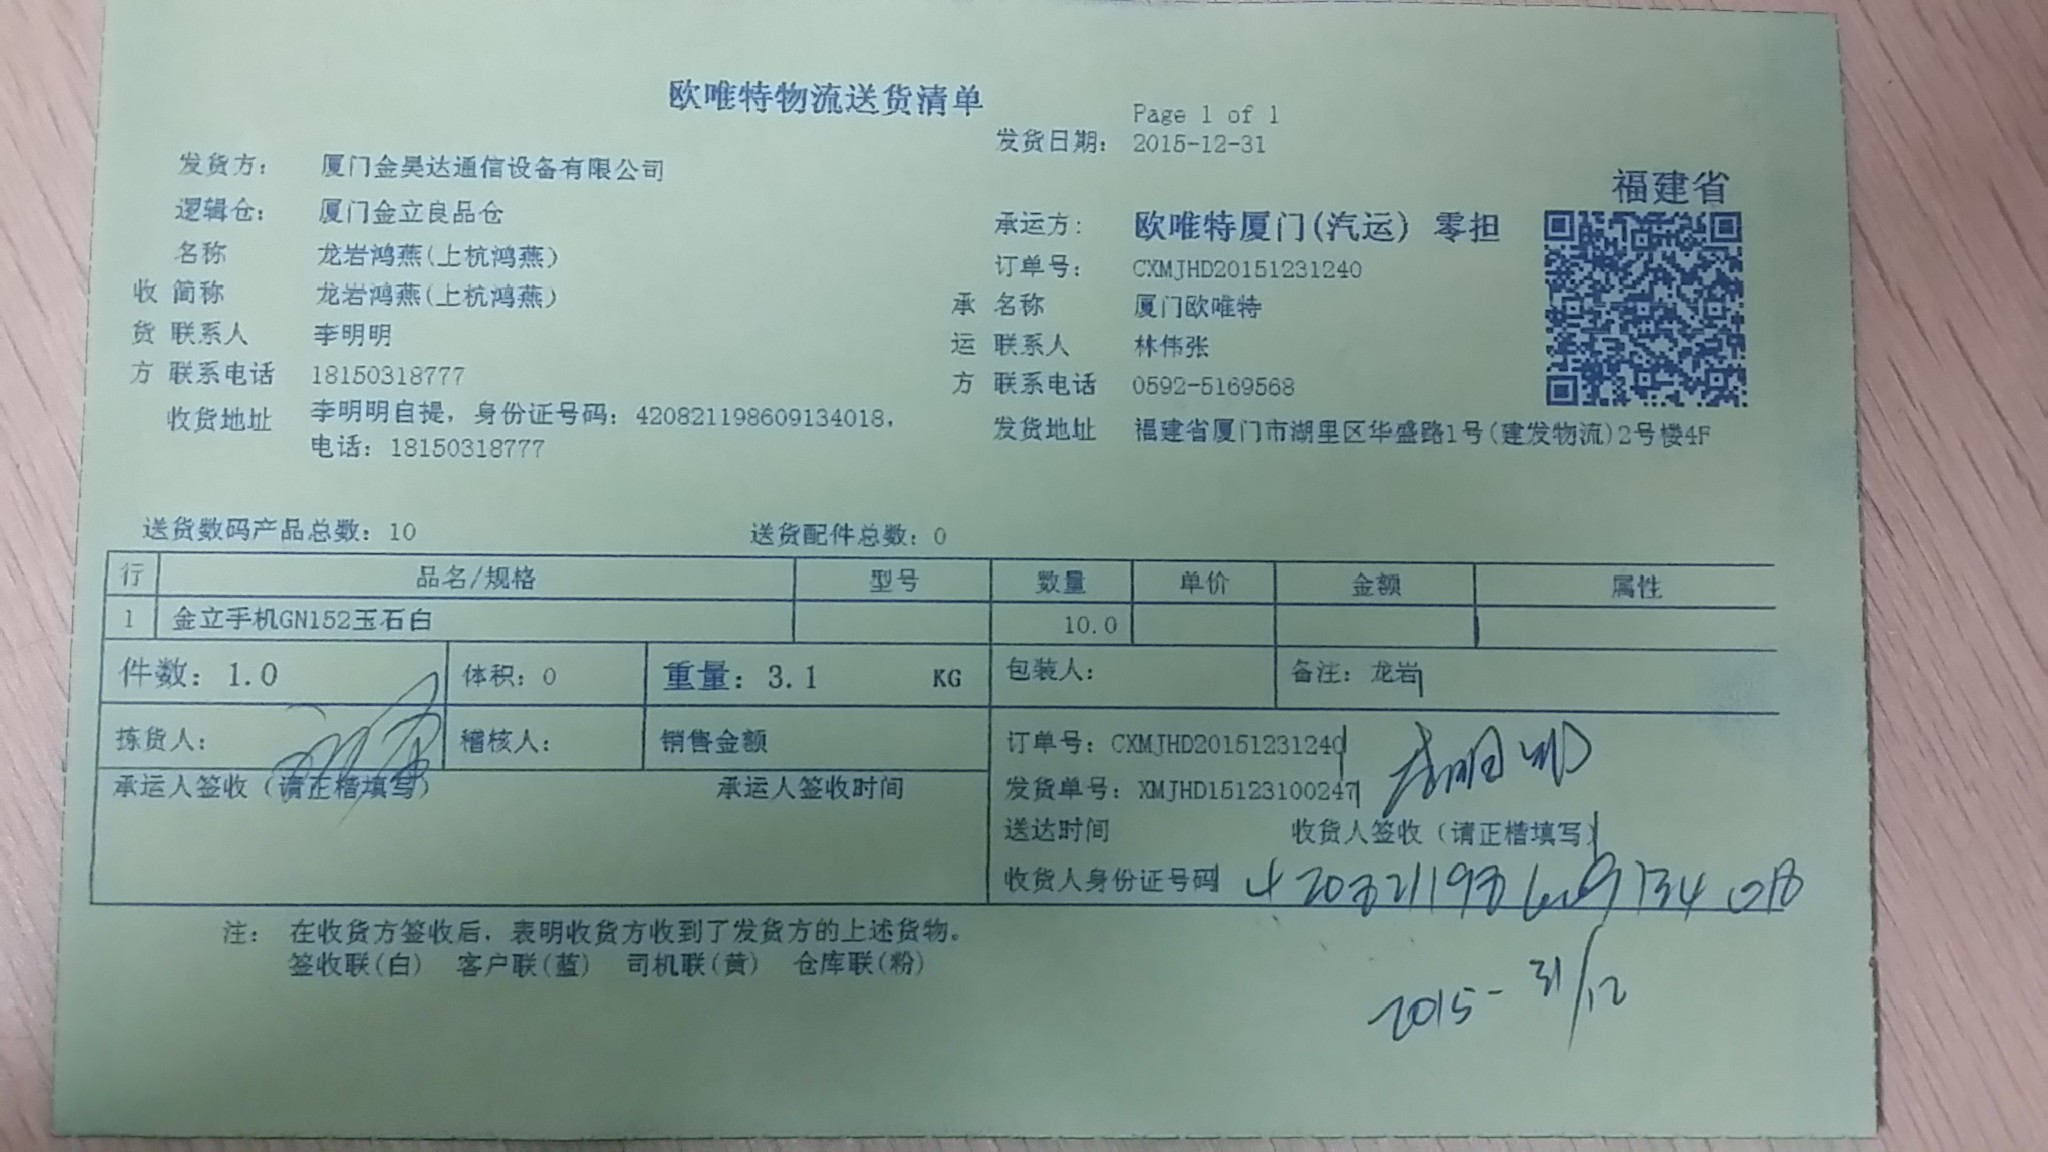 欧唯特物流送货清单
Page 1 of 1
发货日期： 2015-12-31
发货方： 厦门金昊达通信设备有限公司
福建省
逻辑仓： 厦门金立良品仓
承运方： 欧唯特厦门(汽运) 零担
名称 龙岩鸿燕(上杭鸿燕)
订单号： CXMJHD20151231240
收 简称 龙岩鸿燕(上杭鸿燕)
承 名称 厦门欧唯特
货 联系人 李明明
运 联系人 林伟张
方 联系电话 18150318777
方 联系电话 0592-5169568
收货地址 李明明自提，身份证号码：420821198609134018，
电话：18150318777
发货地址 福建省厦门市湖里区华盛路1号(建发物流)2号楼4F
送货数码产品总数：10 送货配件总数：0
行 品名/规格 型号 数量 单价 金额 属性
1 金立手机GN152玉石白 10.0
件数：1.0 体积：0 重量：3.1 KG 包装人： 备注：龙岩
拣货人： 稽核人： 销售金额
订单号：CXMJHD20151231240
李明明
承运人签收（请正楷填写） 承运人签收时间
发货单号：XMJHD15123100247
送达时间 收货人签收（请正楷填写）
收货人身份证号码 420821198609134018
注： 在收货方签收后，表明收货方收到了发货方的上述货物。
签收联(白) 客户联(蓝) 司机联(黄) 仓库联(粉)
2015-31/12